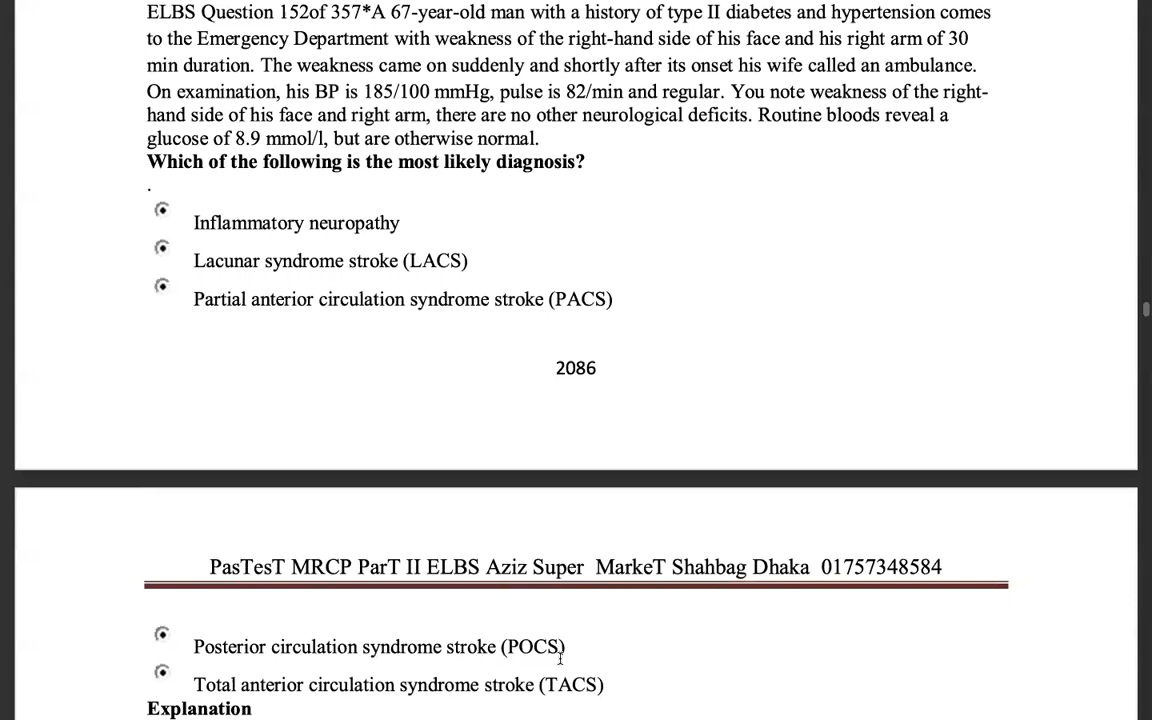 ELBS Question 152of 357*A 67-year-old man with a history of type II diabetes and hypertension comes
to the Emergency Department with weakness of the right-hand side of his face and his right arm of 30
min duration. The weakness came on suddenly and shortly after its onset his wife called an ambulance.
On examination, his BP is 185/100 mmHg, pulse is 82/min and regular. You note weakness of the right-
hand side of his face and right arm, there are no other neurological deficits. Routine bloods reveal a
glucose of 8.9 mmol/l, but are otherwise normal.
Which of the following is the most likely diagnosis?
.
Inflammatory neuropathy
Lacunar syndrome stroke (LACS)
Partial anterior circulation syndrome stroke (PACS)
2086
PasTesT MRCP ParT II ELBS Aziz Super MarkeT Shahbag Dhaka 01757348584
Posterior circulation syndrome stroke (POCS)
Total anterior circulation syndrome stroke (TACS)
Explanation